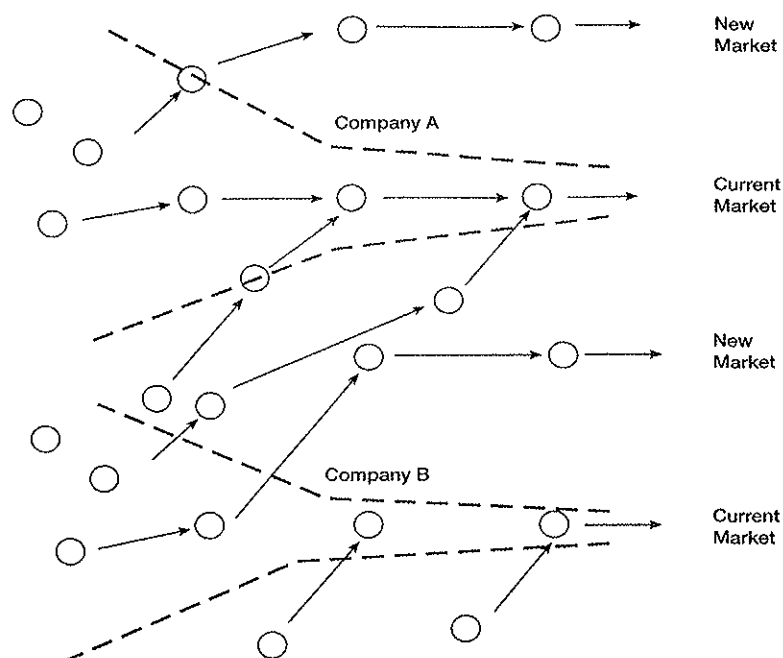 New
Market
Company A
Current
Market
New
Market
Company B
Current
Market